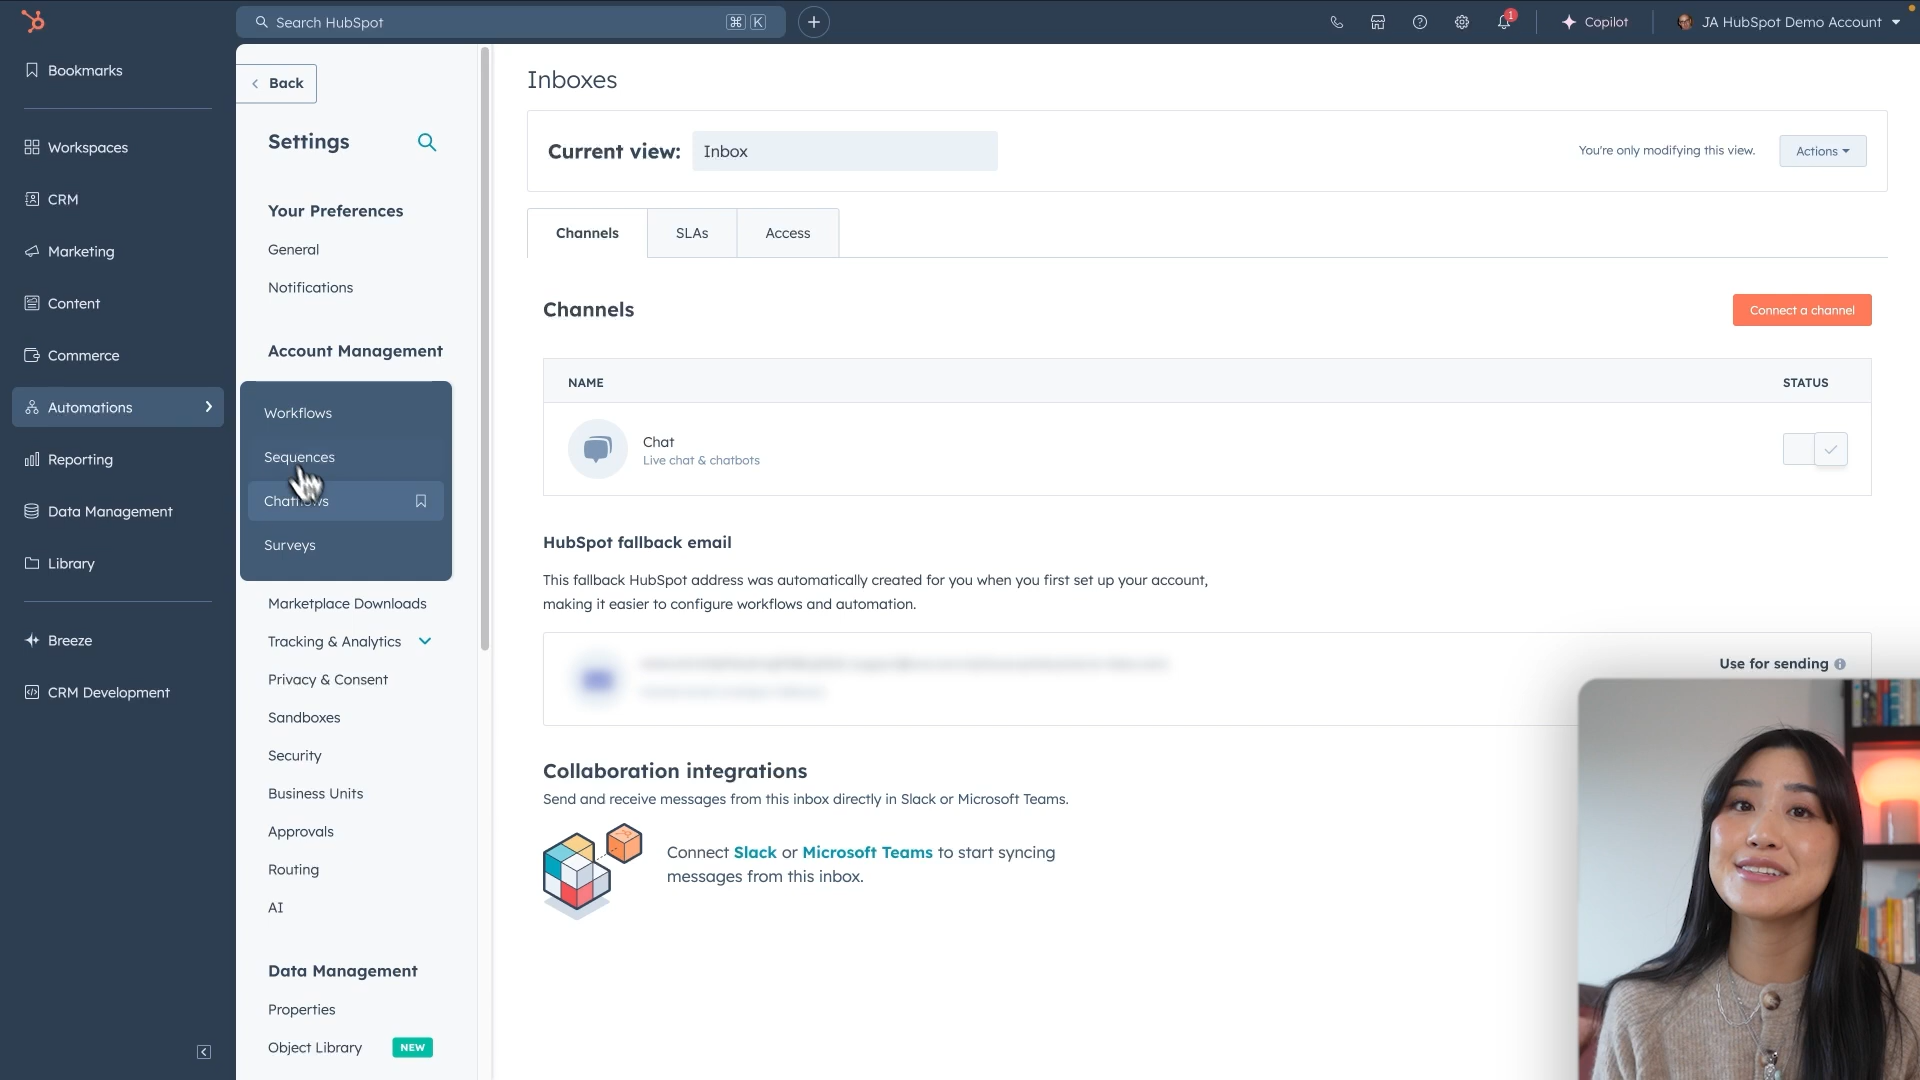 Search HubSpot
⌘ K
1
Copilot
JA HubSpot Demo Account
Bookmarks
Workspaces
CRM
Marketing
Content
Commerce
Automations
Reporting
Data Management
Library
Breeze
CRM Development
Back
Settings
Your Preferences
General
Notifications
Account Management
Workflows
Sequences
Chatflows
Surveys
Marketplace Downloads
Tracking & Analytics
Privacy & Consent
Sandboxes
Security
Business Units
Approvals
Routing
AI
Data Management
Properties
Object Library NEW
Inboxes
Current view: Inbox
You're only modifying this view.
Actions
Channels
SLAs
Access
Channels
Connect a channel
NAME
STATUS
Chat
Live chat & chatbots
HubSpot fallback email
This fallback HubSpot address was automatically created for you when you first set up your account,
making it easier to configure workflows and automation.
Use for sending
Collaboration integrations
Send and receive messages from this inbox directly in Slack or Microsoft Teams.
Connect Slack or Microsoft Teams to start syncing
messages from this inbox.